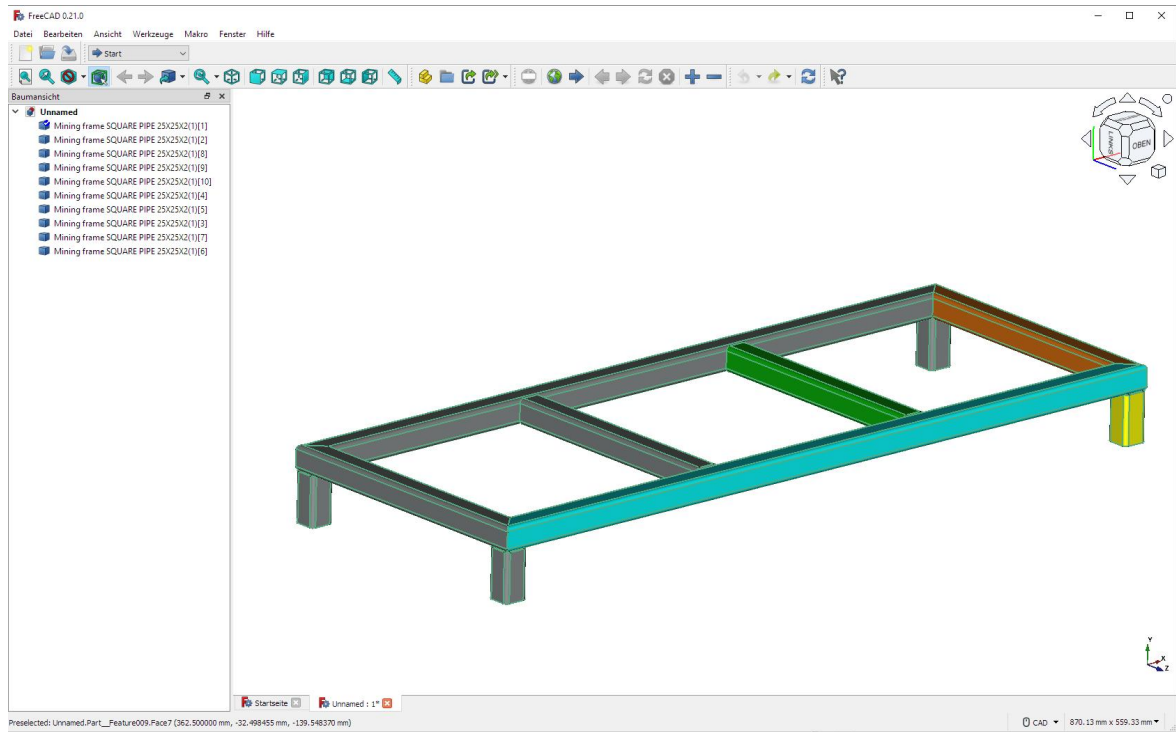 FreeCAD 0.21.0
Datei Bearbeiten Ansicht Werkzeuge Makro Fenster Hilfe
Start
Baumansicht
Unnamed
Mining frame SQUARE PIPE 25X25X2(1)[1]
Mining frame SQUARE PIPE 25X25X2(1)[2]
Mining frame SQUARE PIPE 25X25X2(1)[8]
Mining frame SQUARE PIPE 25X25X2(1)[9]
Mining frame SQUARE PIPE 25X25X2(1)[10]
Mining frame SQUARE PIPE 25X25X2(1)[4]
Mining frame SQUARE PIPE 25X25X2(1)[5]
Mining frame SQUARE PIPE 25X25X2(1)[3]
Mining frame SQUARE PIPE 25X25X2(1)[7]
Mining frame SQUARE PIPE 25X25X2(1)[6]
LINKS OBEN
Y
X
Z
Startseite Unnamed : 1*
Preselected: Unnamed.Part__Feature009.Face7 (362.500000 mm, -32.498455 mm, -139.548370 mm) CAD 870.13 mm x 559.33 mm